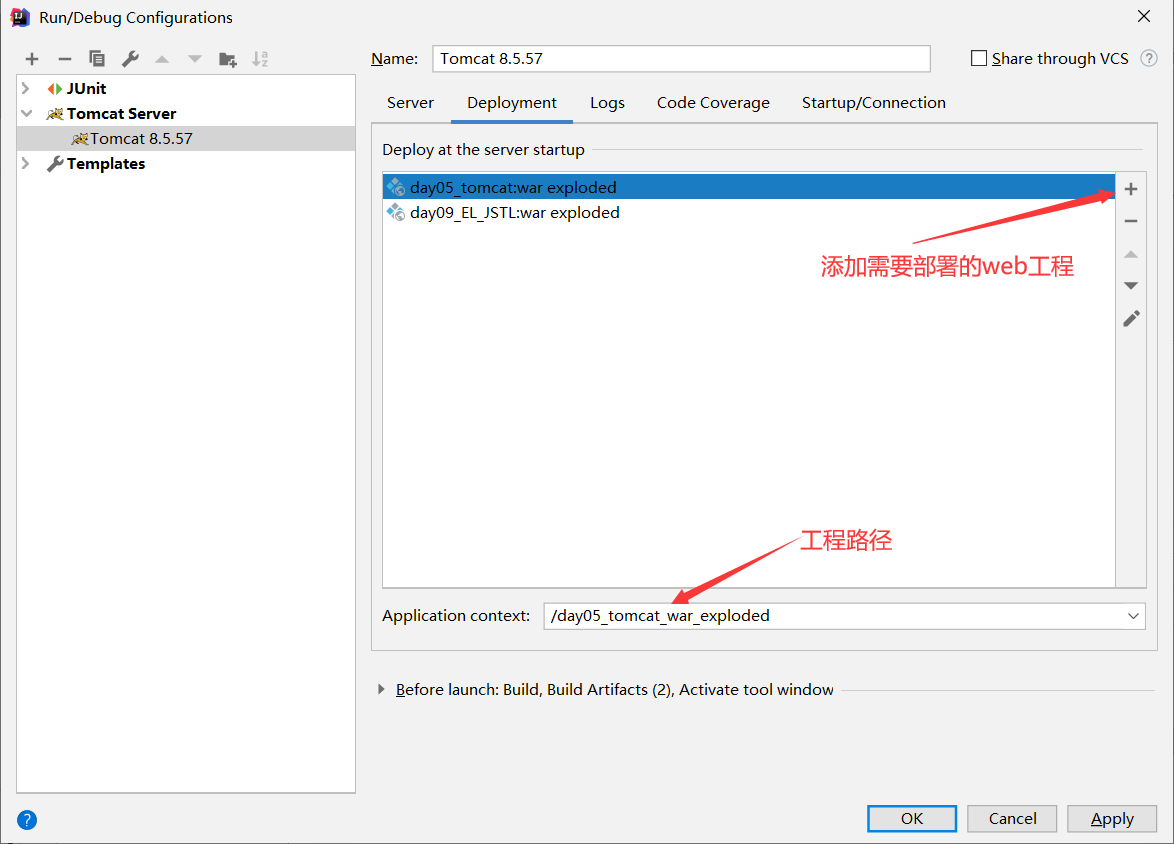 Run/Debug Configurations
Name: Tomcat 8.5.57
Share through VCS ?
JUnit
Tomcat Server
Tomcat 8.5.57
Templates
Server Deployment Logs Code Coverage Startup/Connection
Deploy at the server startup
day05_tomcat:war exploded
day09_EL_JSTL:war exploded
添加需要部署的web工程
工程路径
Application context: /day05_tomcat_war_exploded
Before launch: Build, Build Artifacts (2), Activate tool window
? OK Cancel Apply